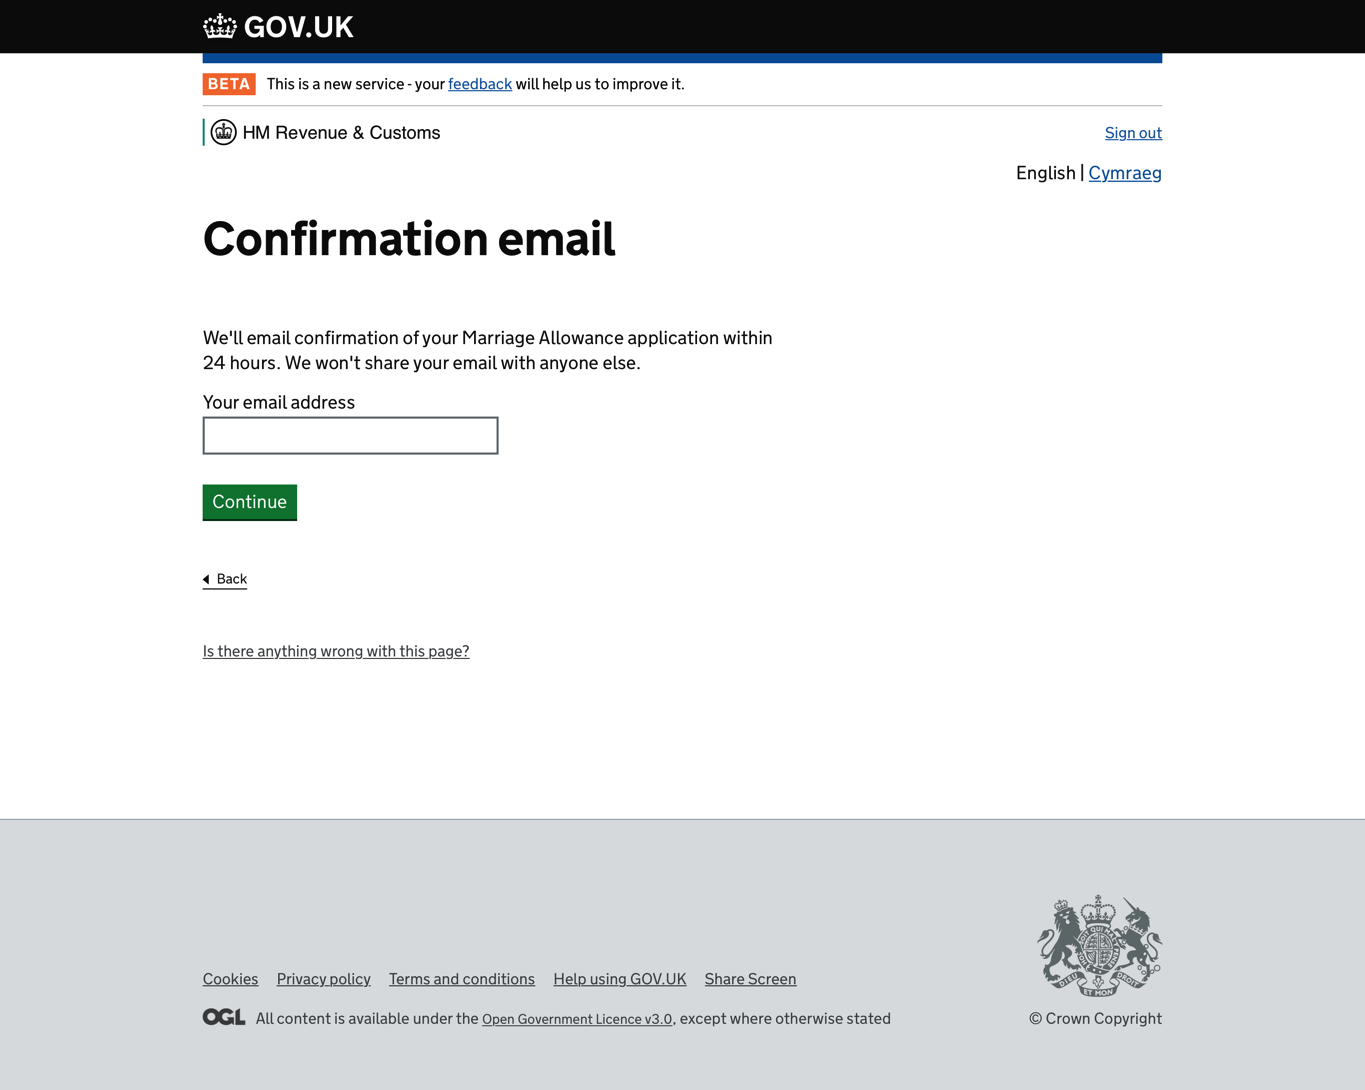 GOV.UK
BETA This is a new service - your feedback will help us to improve it.
HM Revenue & Customs
Sign out
English | Cymraeg
Confirmation email
We'll email confirmation of your Marriage Allowance application within
24 hours. We won't share your email with anyone else.
Your email address
Continue
Back
Is there anything wrong with this page?
Cookies Privacy policy Terms and conditions Help using GOV.UK Share Screen
OGL All content is available under the Open Government Licence v3.0, except where otherwise stated
© Crown Copyright